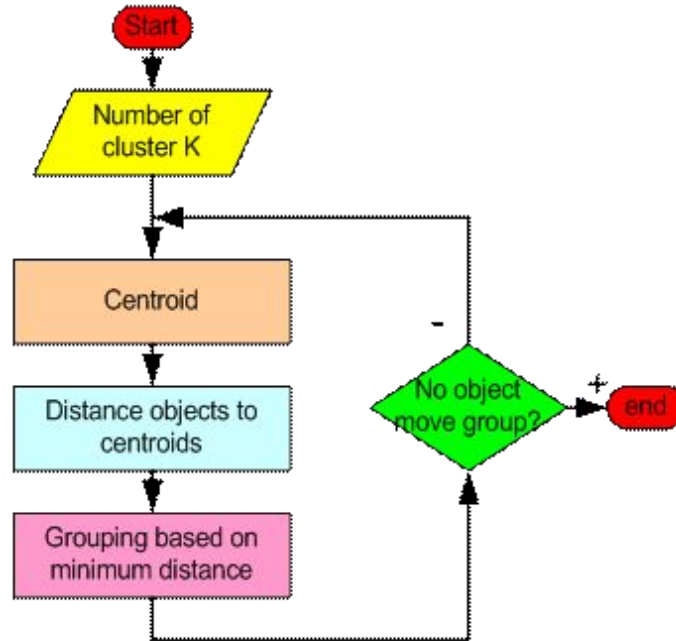 Start
Number of
cluster K
Centroid
-
Distance objects to
centroids
No object
move group?
+
end
Grouping based on
minimum distance